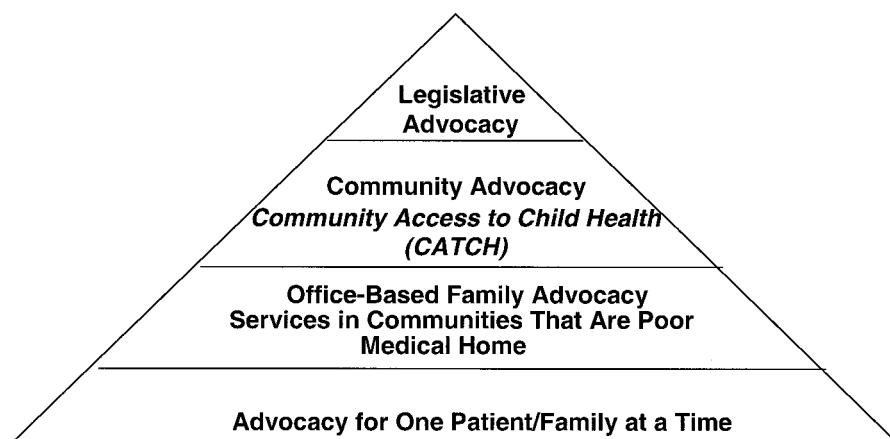 Legislative
Advocacy
Community Advocacy
Community Access to Child Health
(CATCH)
Office-Based Family Advocacy
Services in Communities That Are Poor
Medical Home
Advocacy for One Patient/Family at a Time